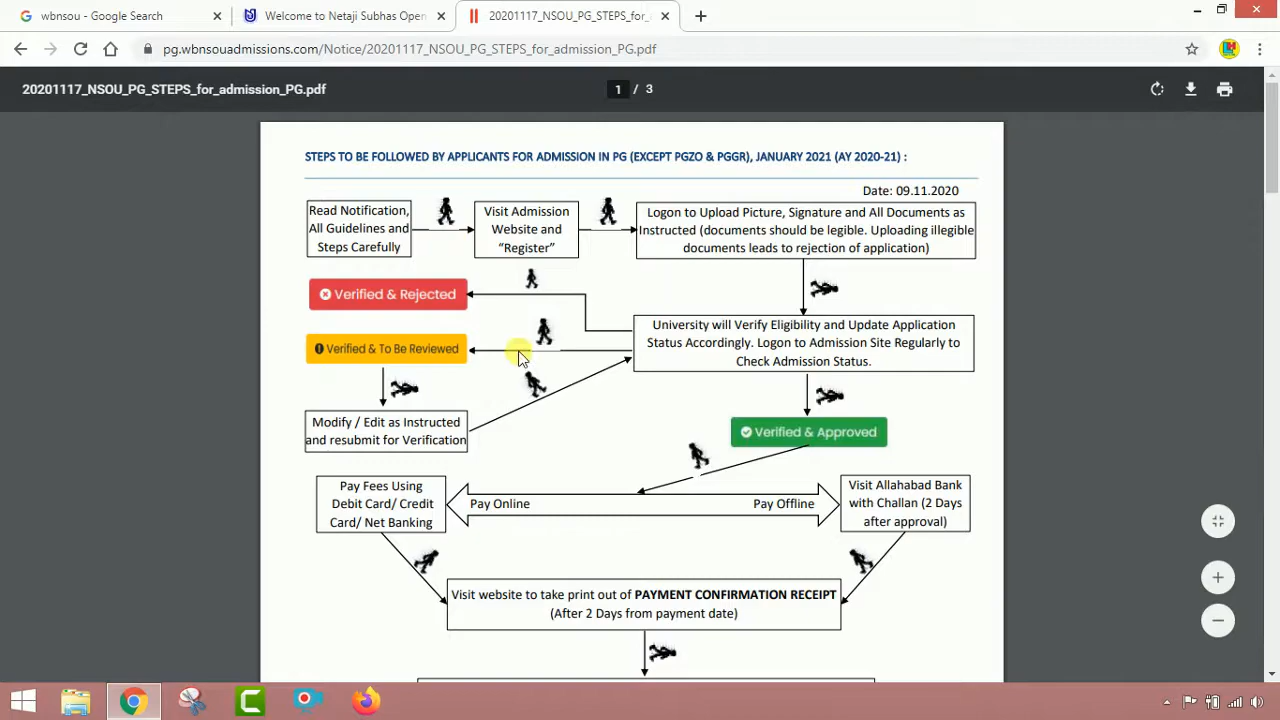 wbnsou - Google Search
Welcome to Netaji Subhas Open
20201117_NSOU_PG_STEPS_for_
pg.wbnsouadmissions.com/Notice/20201117_NSOU_PG_STEPS_for_admission_PG.pdf
20201117_NSOU_PG_STEPS_for_admission_PG.pdf
1 / 3
STEPS TO BE FOLLOWED BY APPLICANTS FOR ADMISSION IN PG (EXCEPT PGZO & PGGR), JANUARY 2021 (AY 2020-21) :
Date: 09.11.2020
Read Notification,
All Guidelines and
Steps Carefully
Visit Admission
Website and
“Register”
Logon to Upload Picture, Signature and All Documents as
Instructed (documents should be legible. Uploading illegible
documents leads to rejection of application)
Verified & Rejected
University will Verify Eligibility and Update Application
Status Accordingly. Logon to Admission Site Regularly to
Check Admission Status.
Verified & To Be Reviewed
Modify / Edit as Instructed
and resubmit for Verification
Verified & Approved
Pay Fees Using
Debit Card/ Credit
Card/ Net Banking
Pay Online
Pay Offline
Visit Allahabad Bank
with Challan (2 Days
after approval)
Visit website to take print out of PAYMENT CONFIRMATION RECEIPT
(After 2 Days from payment date)